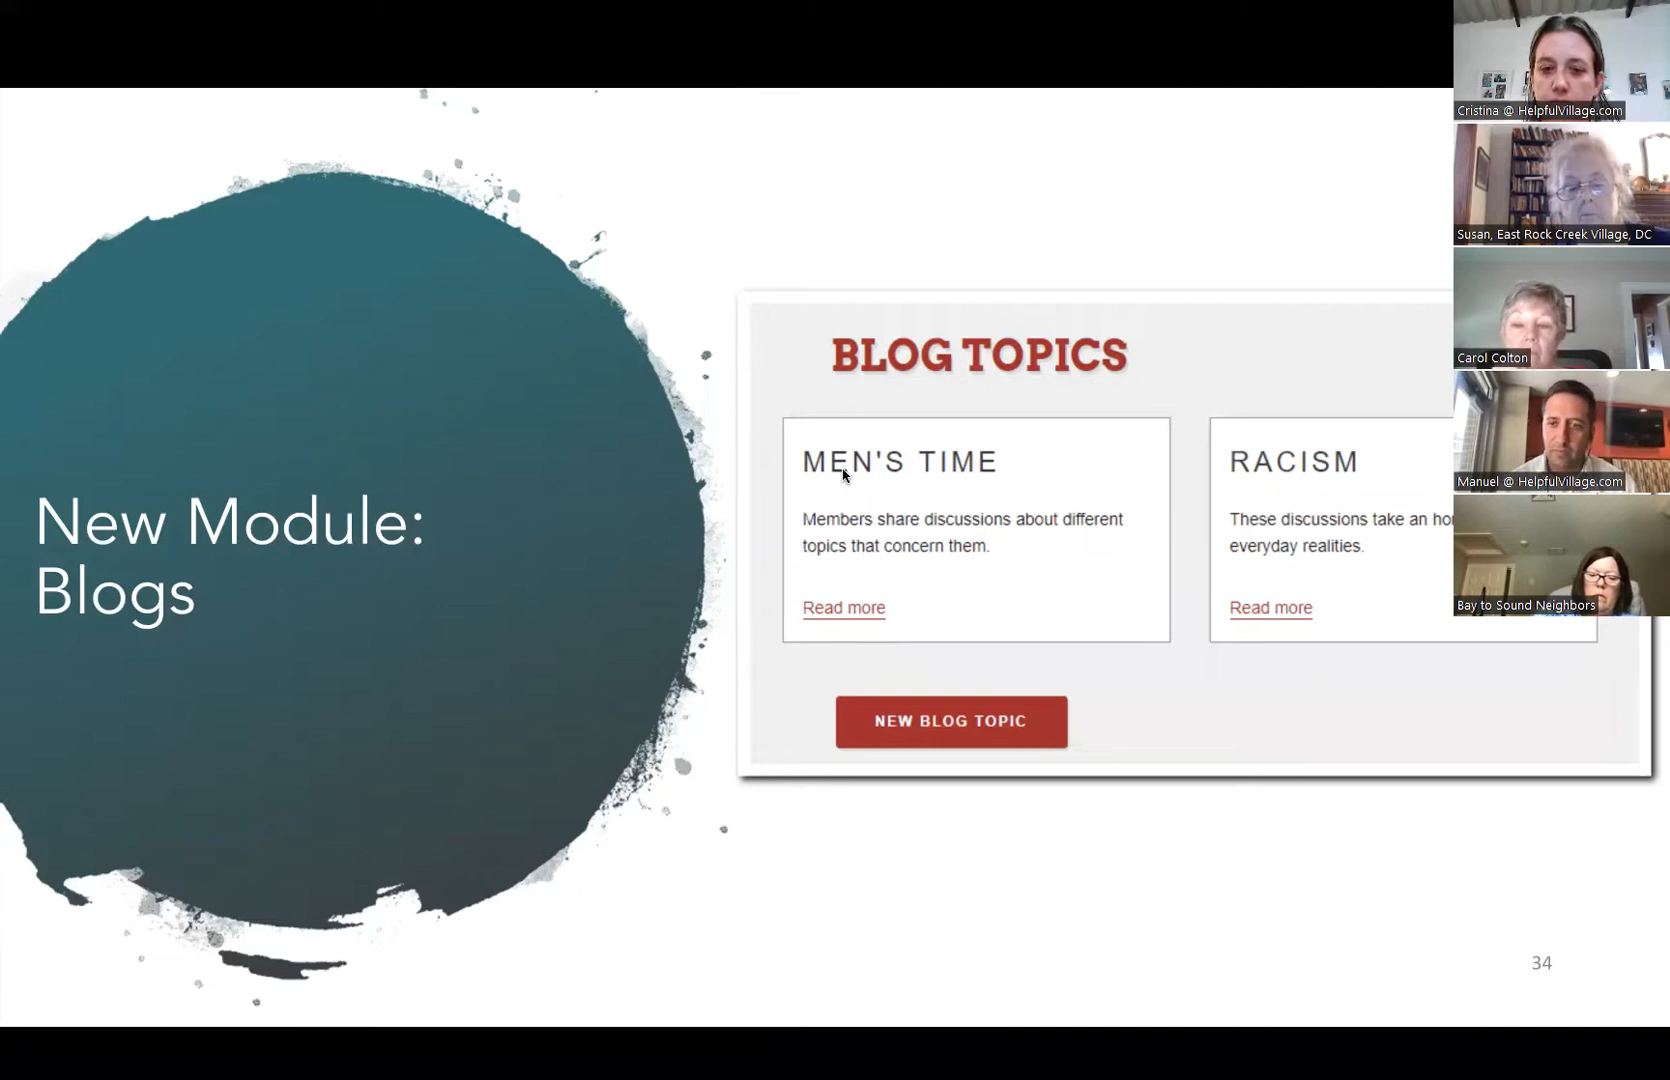 New Module:
Blogs
BLOG TOPICS
MEN'S TIME
Members share discussions about different
topics that concern them.
Read more
RACISM
These discussions take an
everyday realities.
Read more
NEW BLOG TOPIC
34
Cristina @ HelpfulVillage.com
Susan, East Rock Creek Village, DC
Carol Colton
Manuel @ HelpfulVillage.com
Bay to Sound Neighbors